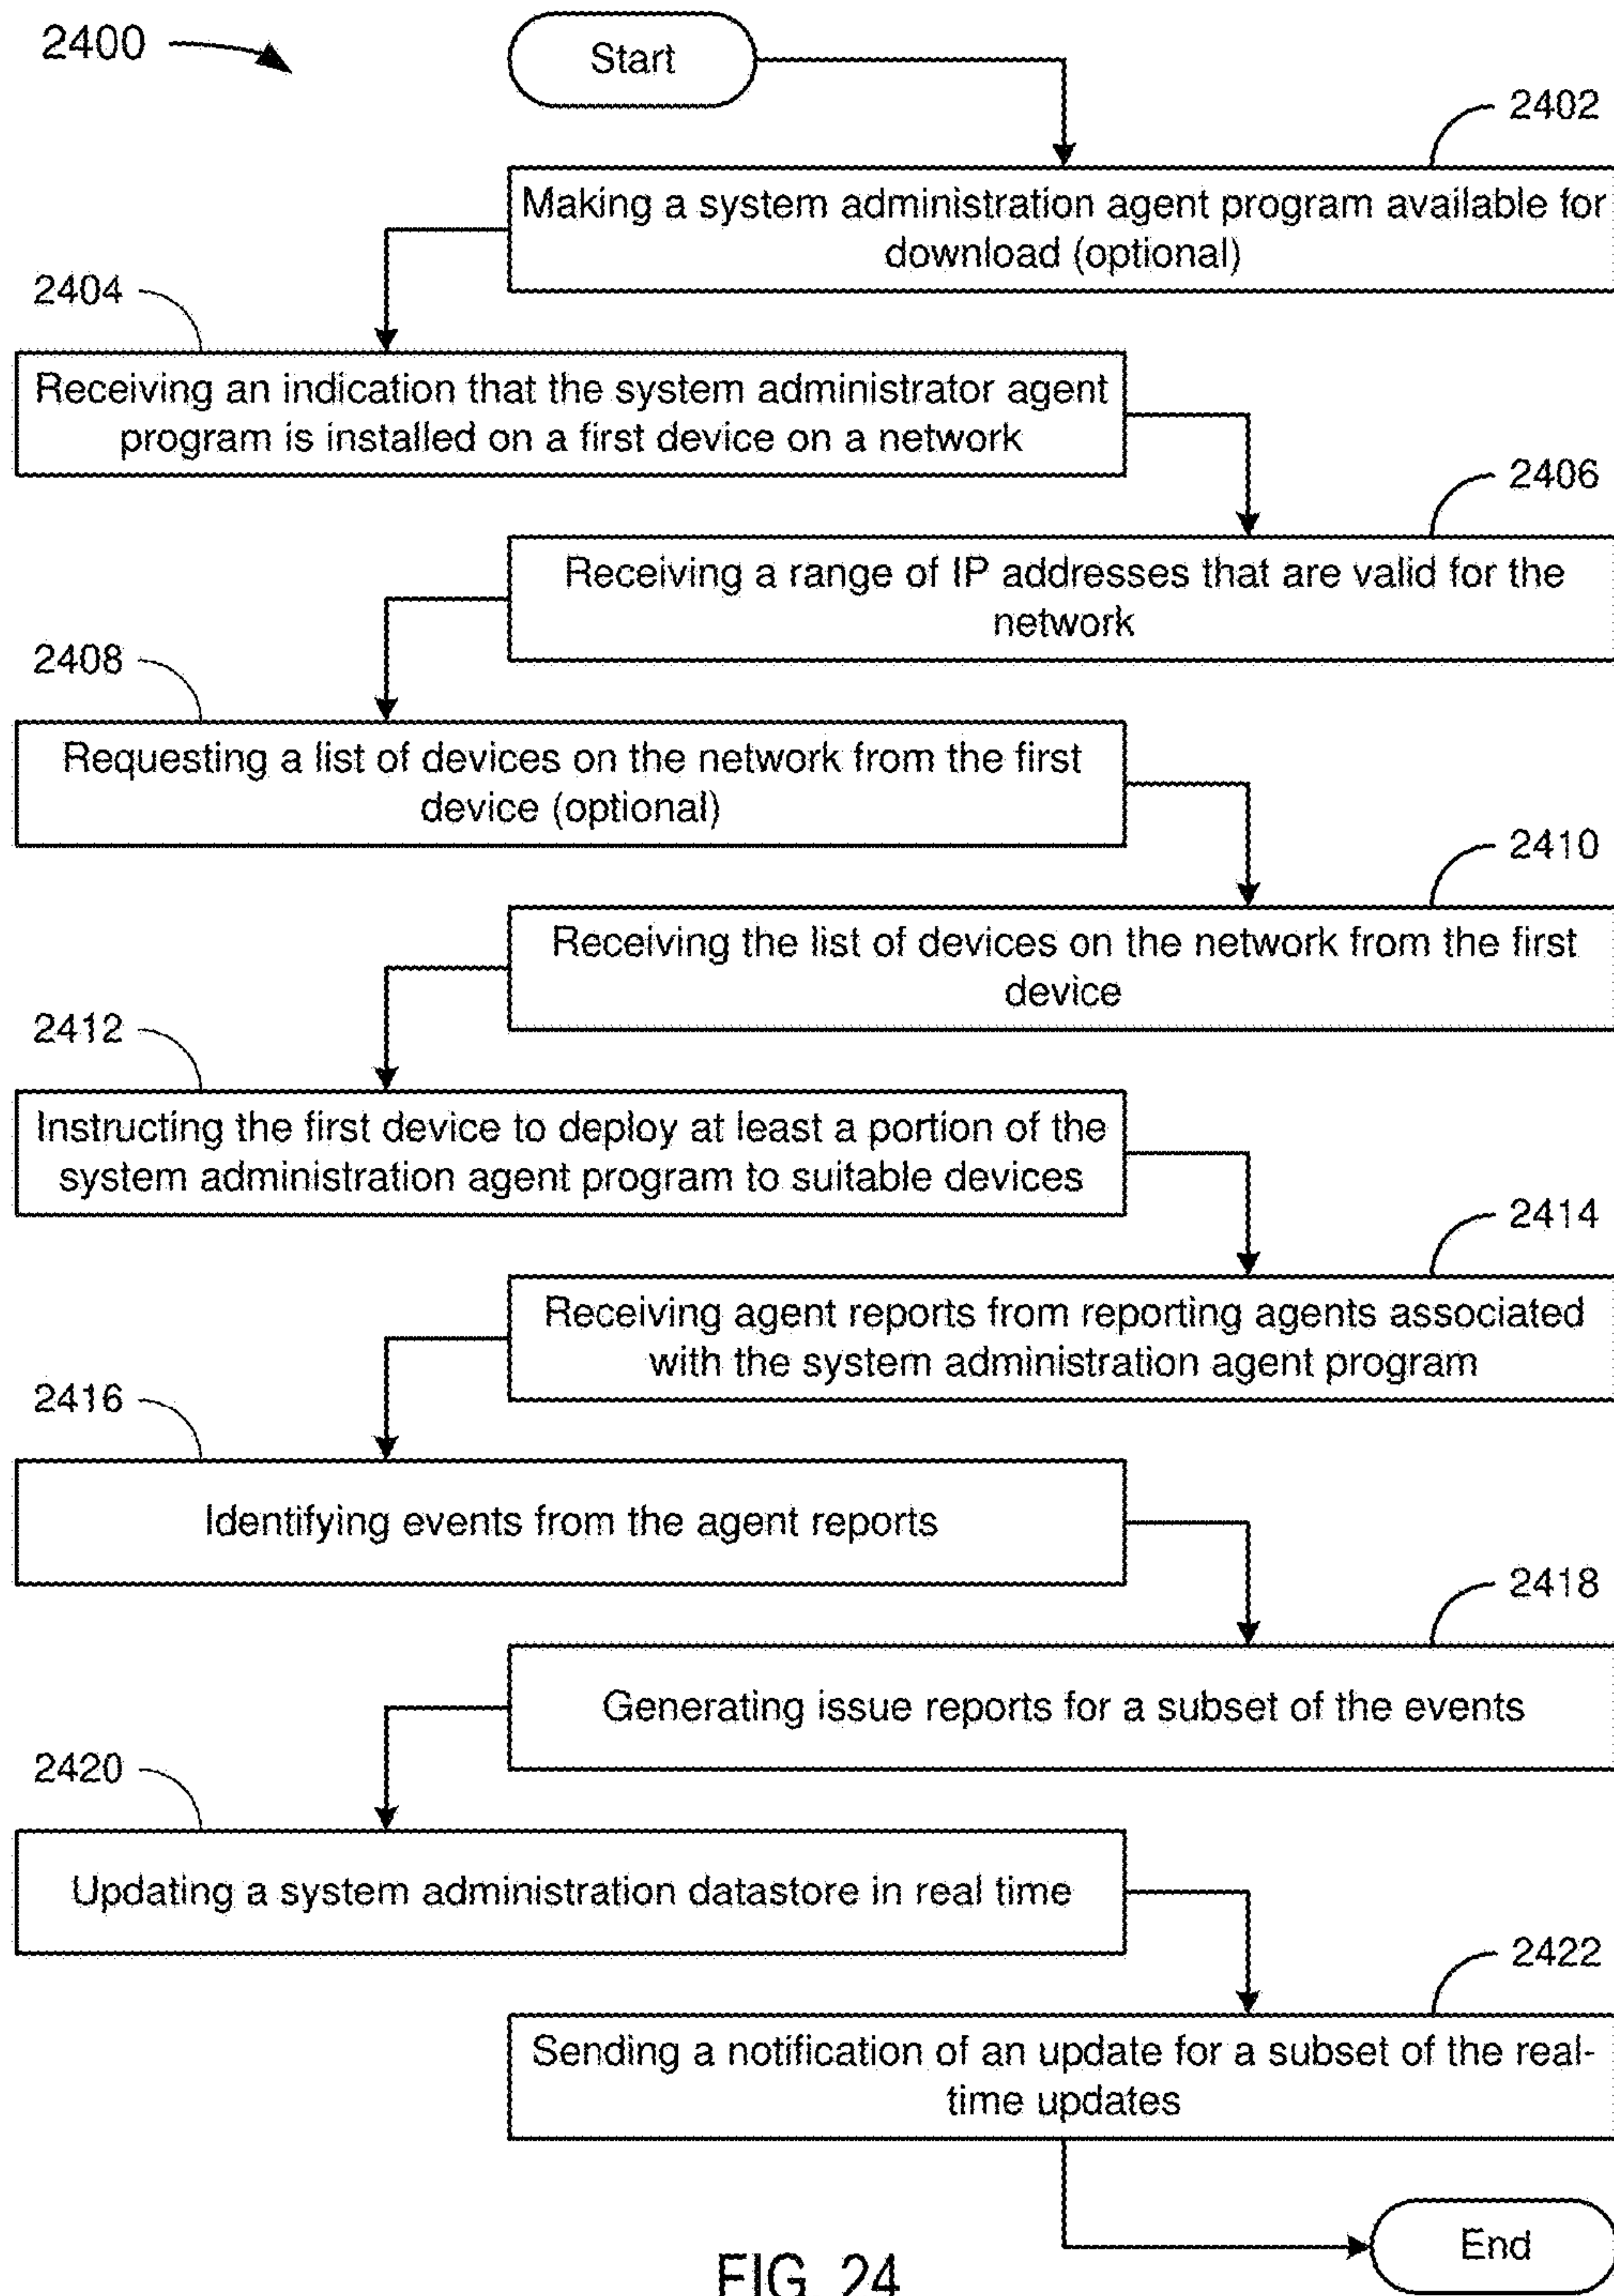 2400
Start
2402
Making a system administration agent program available for
download (optional)
2404
Receiving an indication that the system administrator agent
program is installed on a first device on a network
2406
Receiving a range of IP addresses that are valid for the
network
2408
Requesting a list of devices on the network from the first
device (optional)
2410
Receiving the list of devices on the network from the first
device
2412
Instructing the first device to deploy at least a portion of the
system administration agent program to suitable devices
2414
Receiving agent reports from reporting agents associated
with the system administration agent program
2416
Identifying events from the agent reports
2418
Generating issue reports for a subset of the events
2420
Updating a system administration datastore in real time
2422
Sending a notification of an update for a subset of the real-
time updates
End
FIG. 24